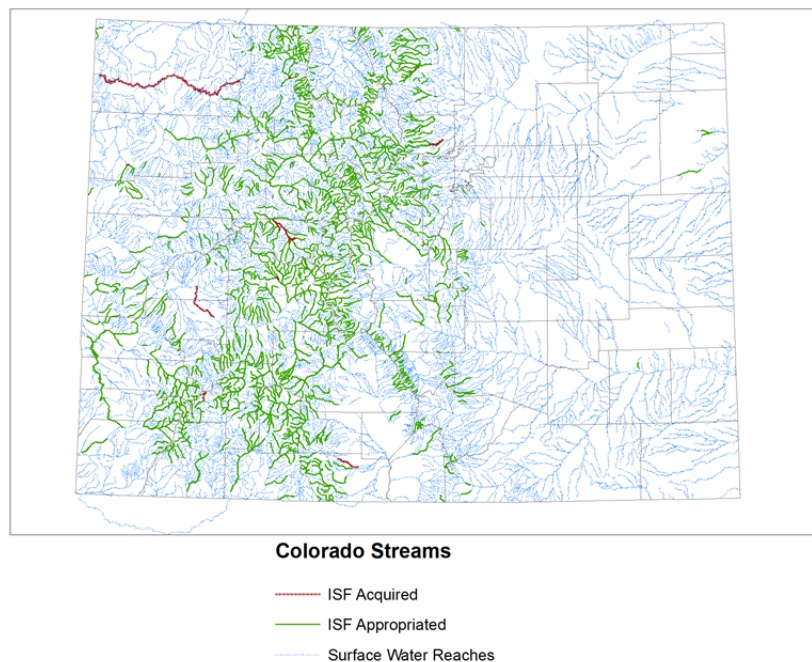 Colorado Streams
ISF Acquired
ISF Appropriated
Surface Water Reaches